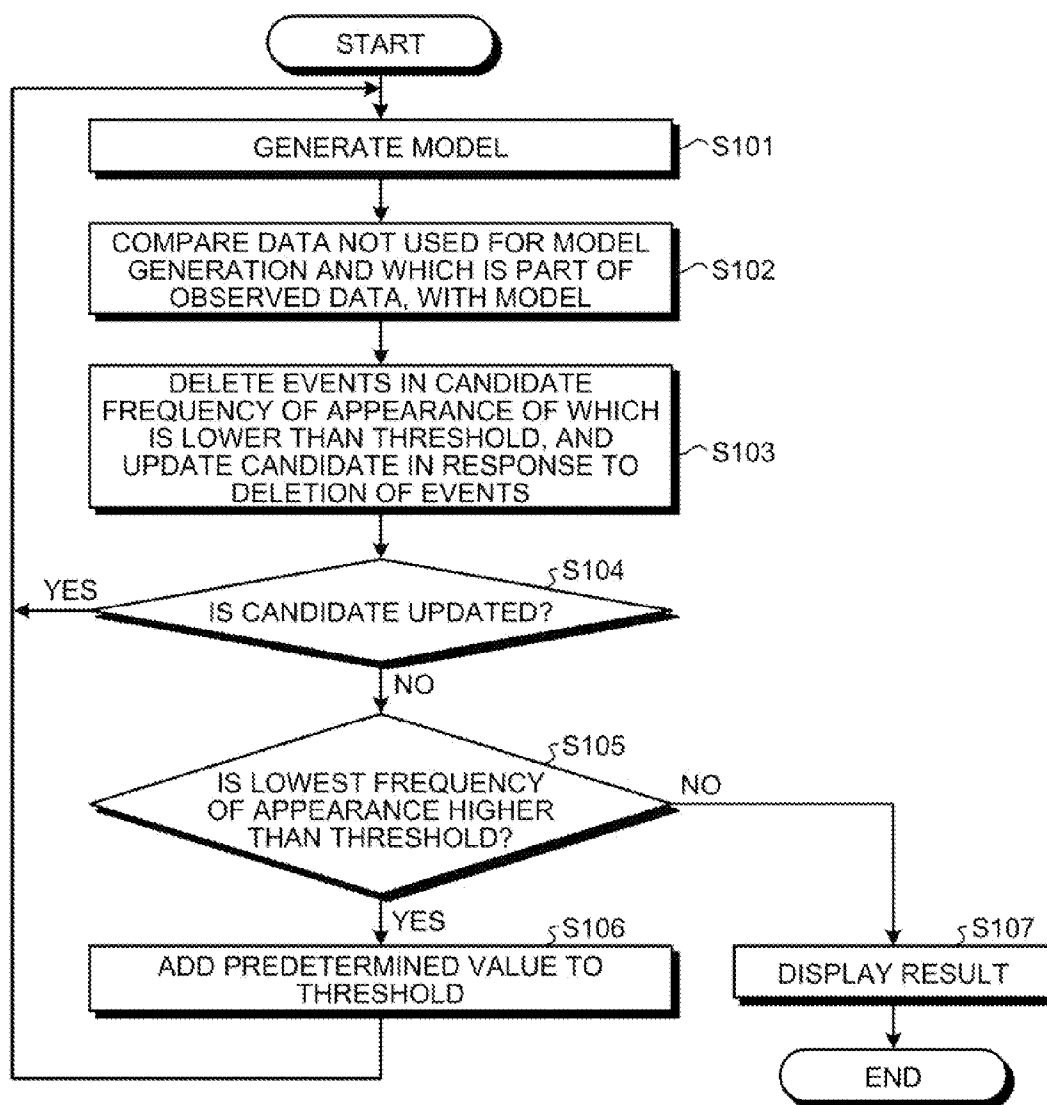 START
GENERATE MODEL
S101
COMPARE DATA NOT USED FOR MODEL
GENERATION AND WHICH IS PART OF
OBSERVED DATA, WITH MODEL
S102
DELETE EVENTS IN CANDIDATE
FREQUENCY OF APPEARANCE OF WHICH
IS LOWER THAN THRESHOLD, AND
UPDATE CANDIDATE IN RESPONSE TO
DELETION OF EVENTS
S103
S104
YES
IS CANDIDATE UPDATED?
NO
S105
IS LOWEST FREQUENCY
OF APPEARANCE HIGHER
THAN THRESHOLD?
NO
YES
S106
ADD PREDETERMINED VALUE TO
THRESHOLD
S107
DISPLAY RESULT
END